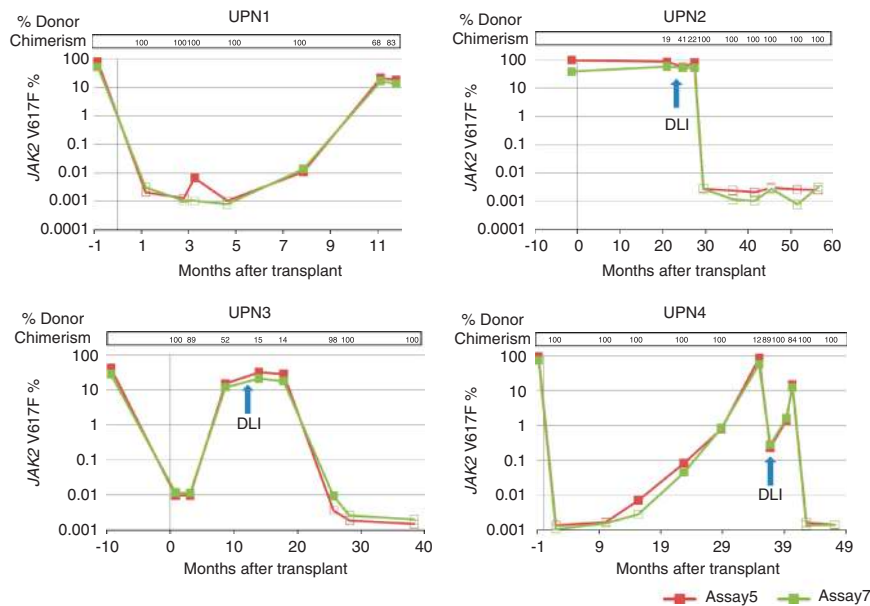 UPN1
% Donor
Chimerism
100 100 100 100 100 68 83
100
10
1
0.1
0.01
0.001
0.0001
JAK2 V617F %
-1 1 3 5 7 9 11
Months after transplant
UPN2
% Donor
Chimerism
19 41 22 100 100 100 100 100 100
100
10
1
0.1
0.01
0.001
0.0001
JAK2 V617F %
DLI
-10 0 10 20 30 40 50 60
Months after transplant
UPN3
% Donor
Chimerism
100 89 52 15 14 98 100 100
100
10
1
0.1
0.01
0.001
JAK2 V617F %
DLI
-10 0 10 20 30 40
Months after transplant
UPN4
% Donor
Chimerism
100 100 100 100 100 12 89 100 84 100 100
100
10
1
0.1
0.01
0.001
JAK2 V617F %
DLI
-1 9 19 29 39 49
Months after transplant
Assay5 Assay7